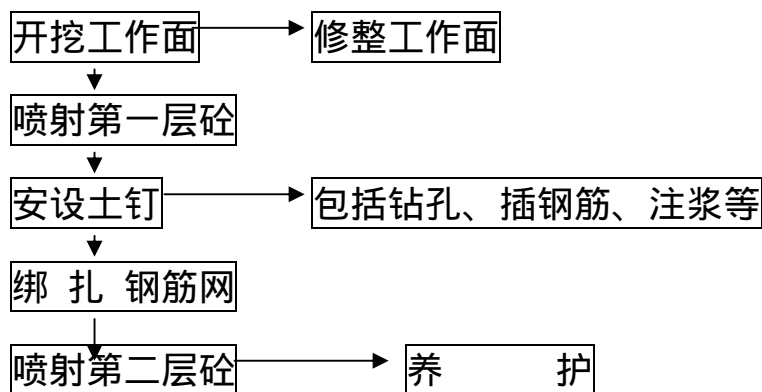 开挖工作面 修整工作面
喷射第一层砼
安设土钉 包括钻孔、插钢筋、注浆等
绑 扎 钢筋网
喷射第二层砼 养 护